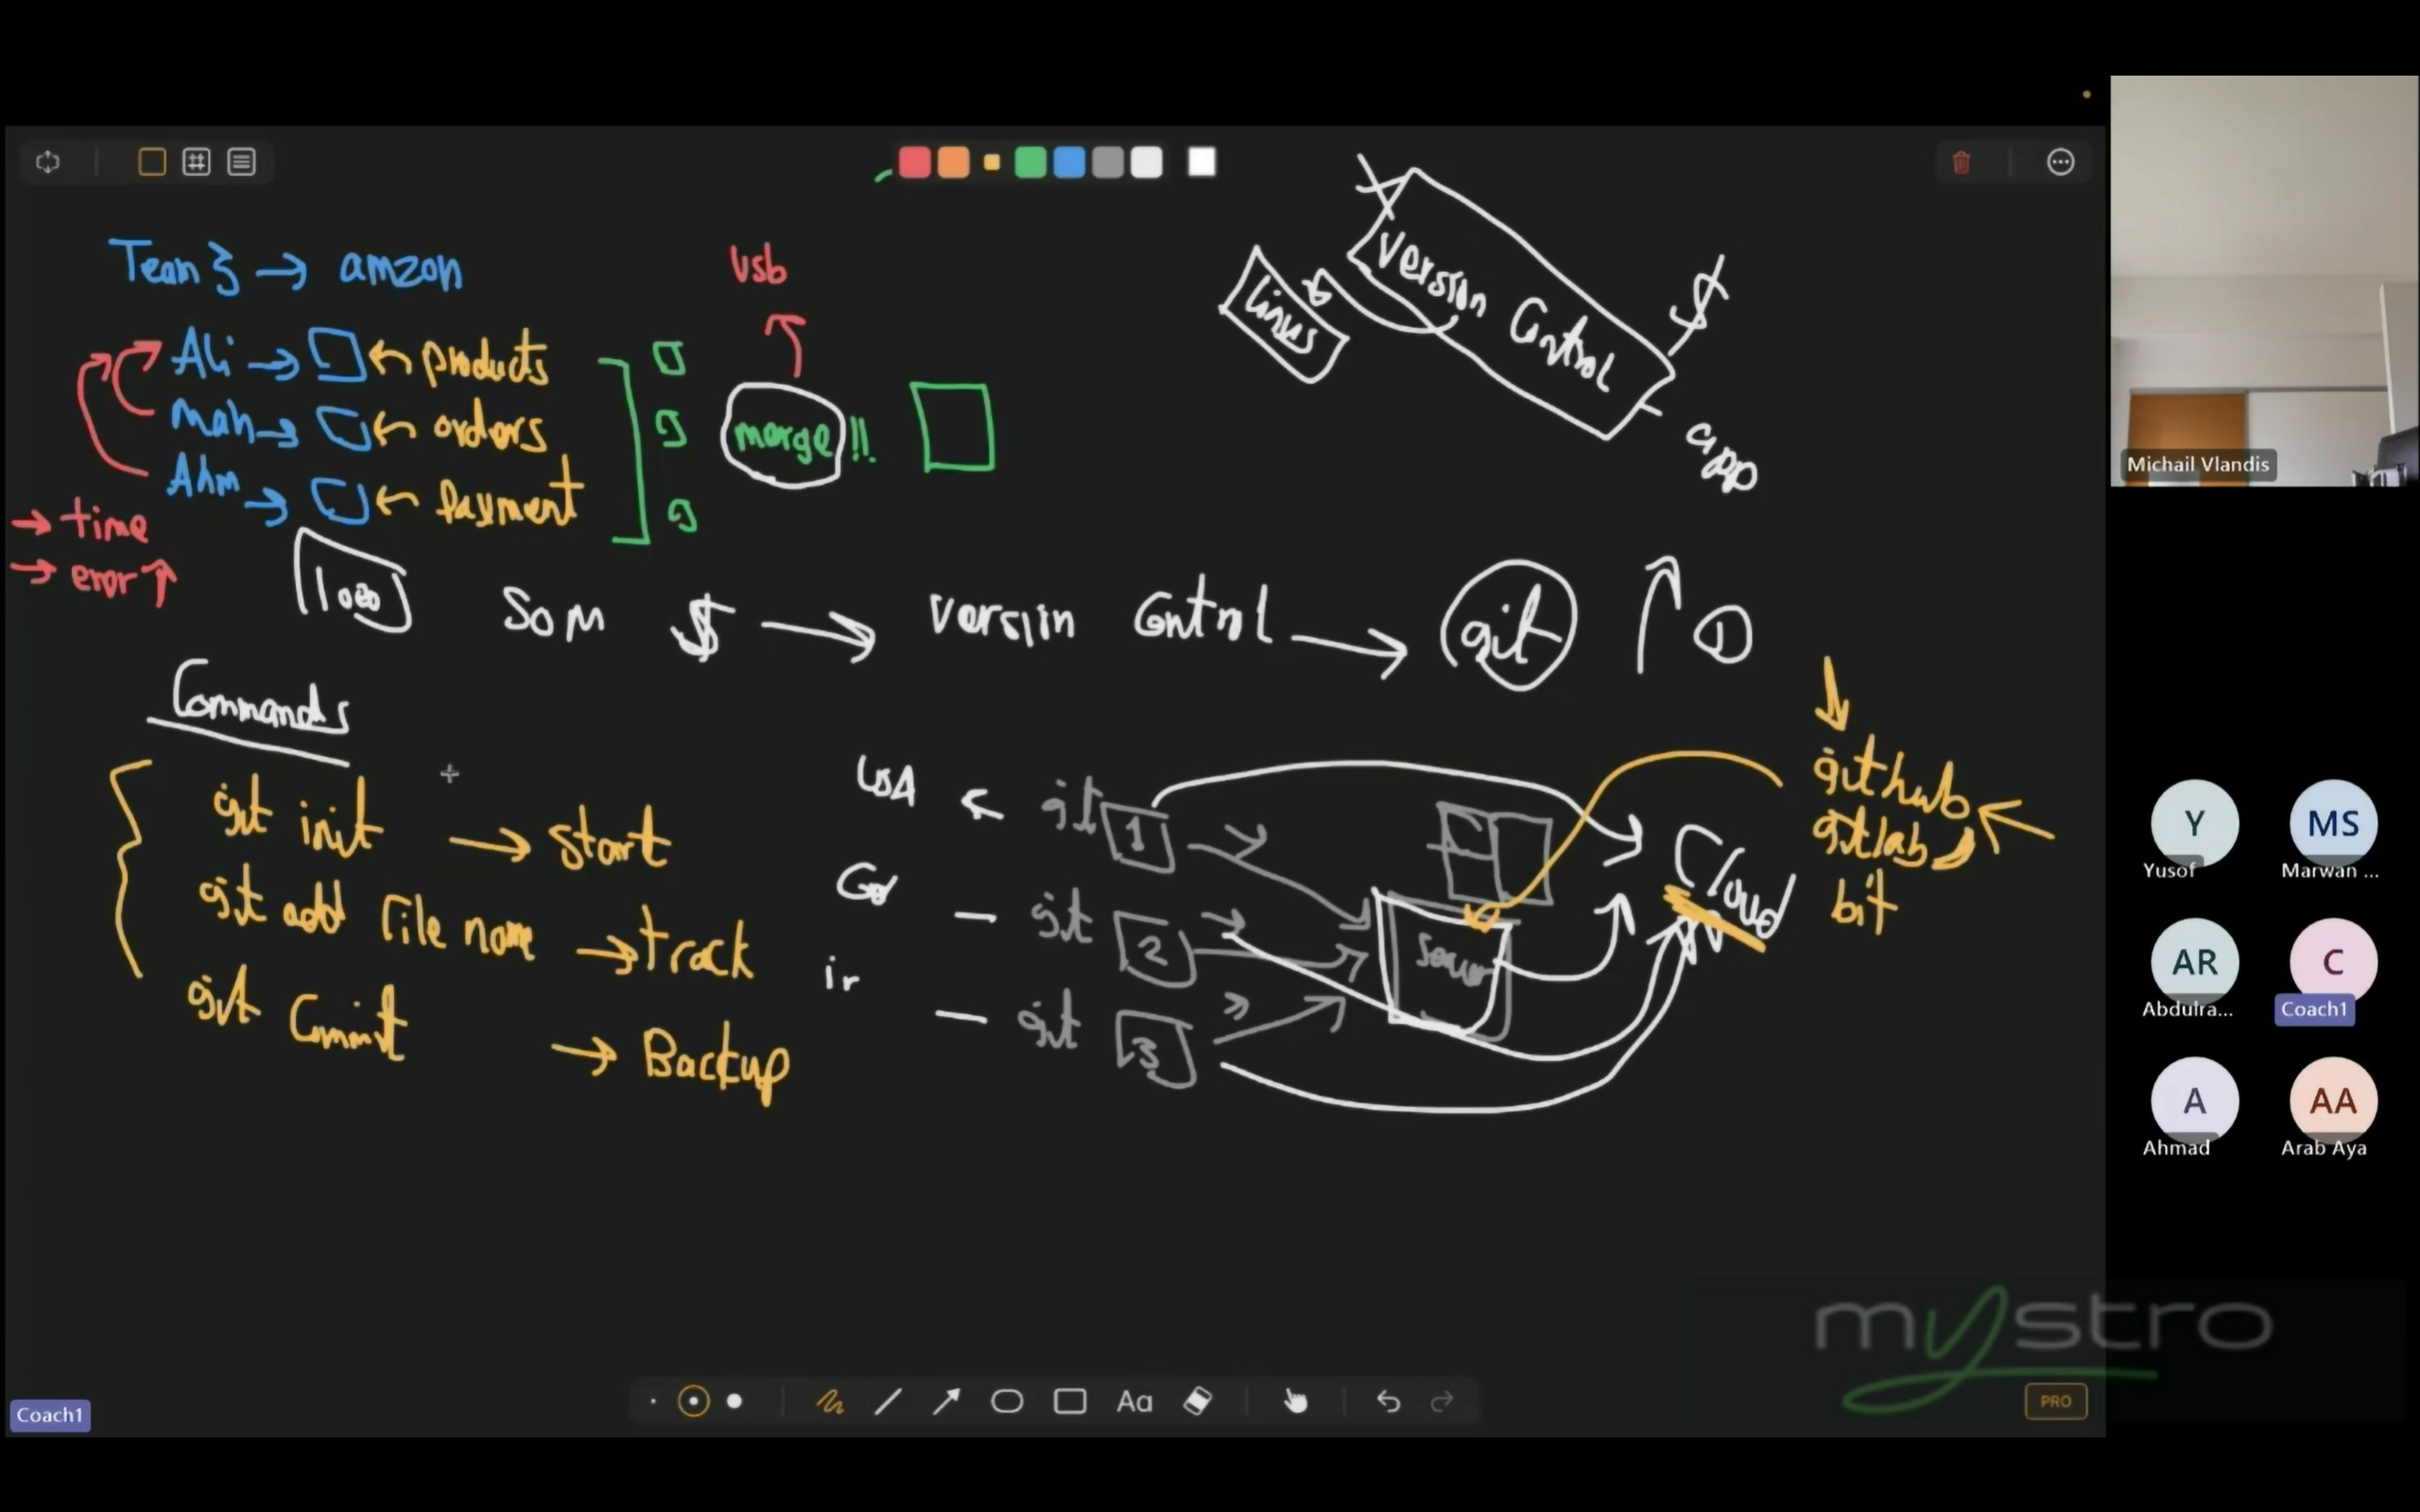 Team 3 → amzon
Usb
Version Control
$
Linus
app
Ali → ← products
Mah → ← orders
merge !!
Ahm → ← Payment
→ time
→ error ↑
SOM $ → Version Control → git ↑ 1
Commands
git init → start
git add file name → track
git Commit → Backup
USA ← git 1
Ger - git 2
ir - git 3
Server
Cloud
github
gitlab
bit
Michail Vlandis
Y
Yusof
MS
Marwan ...
AR
Abdulra...
C
Coach1
A
Ahmad
AA
Arab Aya
mystro
Aa
PRO
Coach1